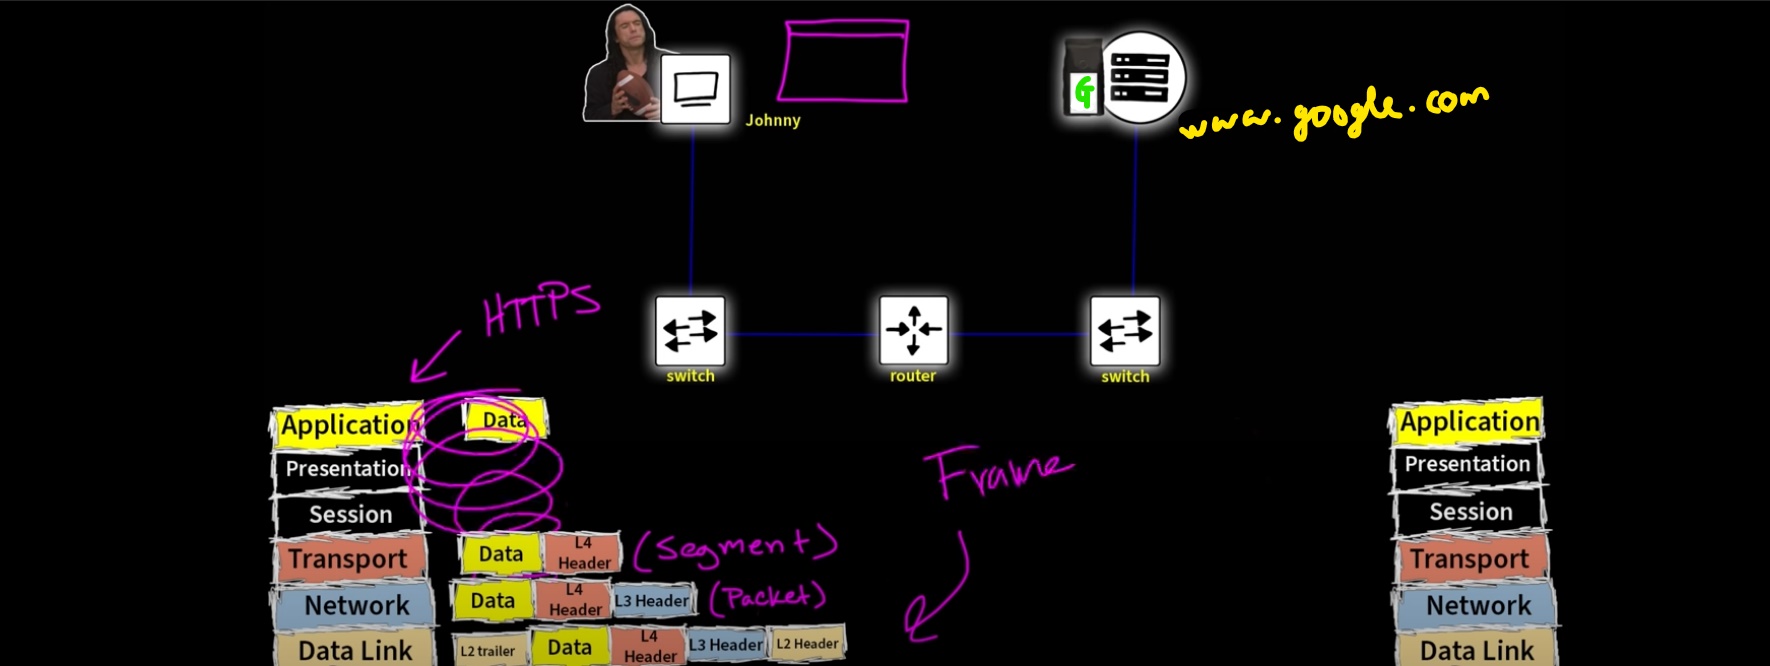 G
www.google.com
Johnny
HTTPS
switch
router
switch
Application
Data
Application
Presentation
Presentation
Frame
Session
Session
Transport
Data
L4 Header
(Segment)
Transport
Network
Data
L4 Header
L3 Header
(Packet)
Network
Data Link
L2 trailer
Data
L4 Header
L3 Header
L2 Header
Data Link